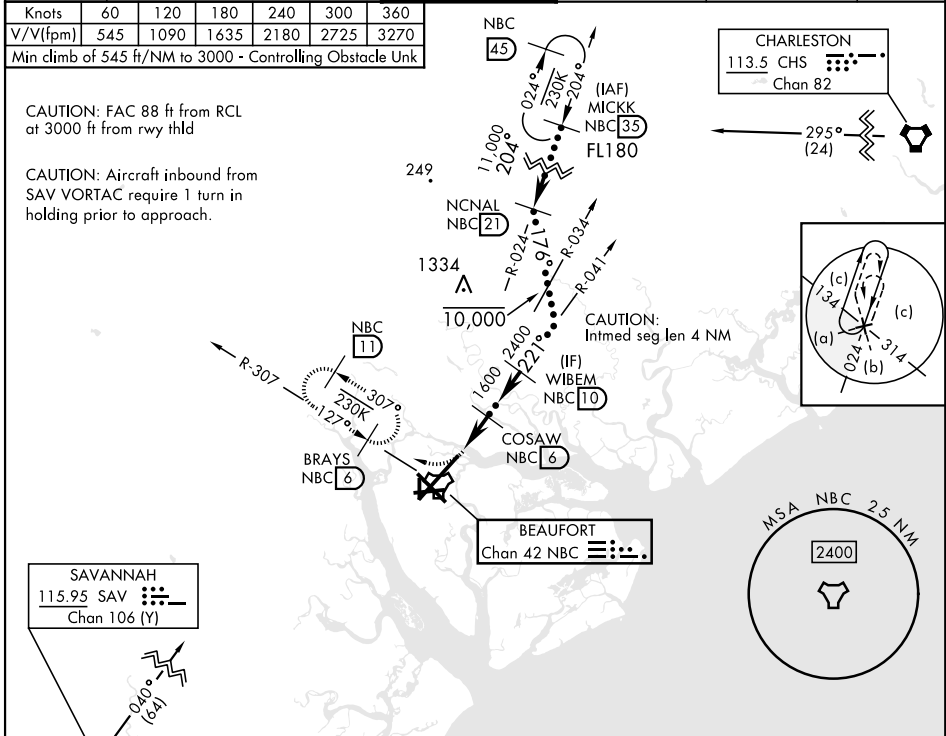 Knots 60 120 180 240 300 360
V/V(fpm) 545 1090 1635 2180 2725 3270
Min climb of 545 ft/NM to 3000 - Controlling Obstacle Unk
CAUTION: FAC 88 ft from RCL
at 3000 ft from rwy thld
CAUTION: Aircraft inbound from
SAV VORTAC require 1 turn in
holding prior to approach.
NBC
45
024°
230K
204°
(IAF)
MICKK
NBC 35
FL180
11,000
204°
CHARLESTON
113.5 CHS
Chan 82
295°
(24)
249
NCNAL
NBC 21
R-024
176°
R-034
R-041
1334
10,000
CAUTION:
Intmed seg len 4 NM
2400
221°
1600
(IF)
WIBEM
NBC 10
COSAW
NBC 6
NBC
11
R-307
307°
230K
127°
BRAYS
NBC 6
BEAUFORT
Chan 42 NBC
(c)
134
(c)
(a)
024
(b)
314
MSA NBC 25 NM
2400
SAVANNAH
115.95 SAV
Chan 106 (Y)
040°
(64)